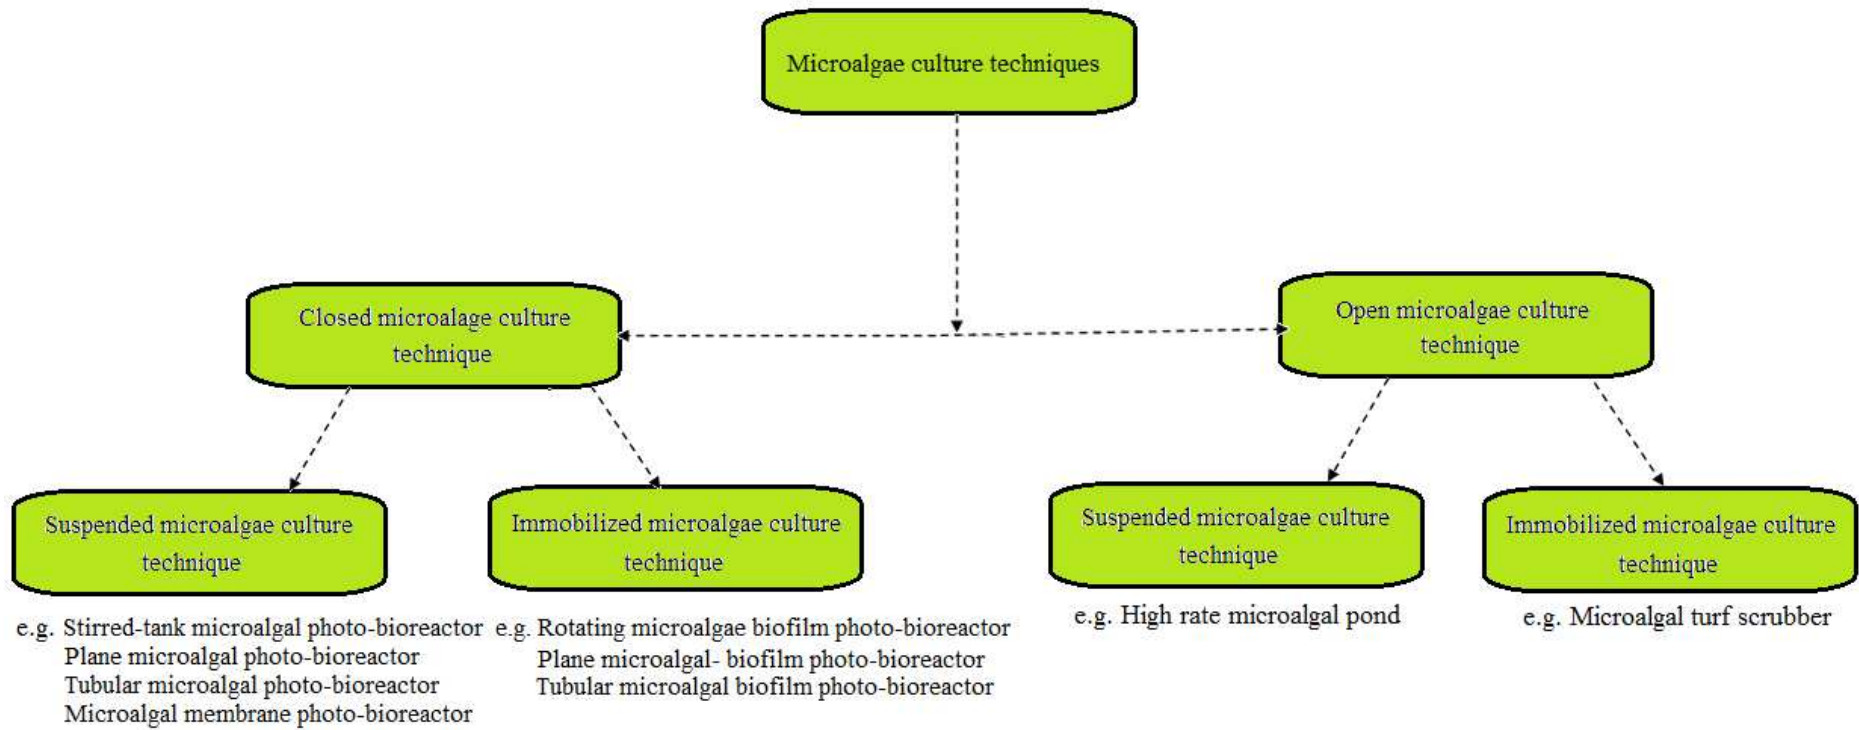 Microalgae culture techniques
Closed microalage culture
technique
Open microalgae culture
technique
Suspended microalgae culture
technique
Immobilized microalgae culture
technique
Suspended microalgae culture
technique
Immobilized microalgae culture
technique
e.g. Stirred-tank microalgal photo-bioreactor
Plane microalgal photo-bioreactor
Tubular microalgal photo-bioreactor
Microalgal membrane photo-bioreactor
e.g. Rotating microalgae biofilm photo-bioreactor
Plane microalgal- biofilm photo-bioreactor
Tubular microalgal biofilm photo-bioreactor
e.g. High rate microalgal pond
e.g. Microalgal turf scrubber